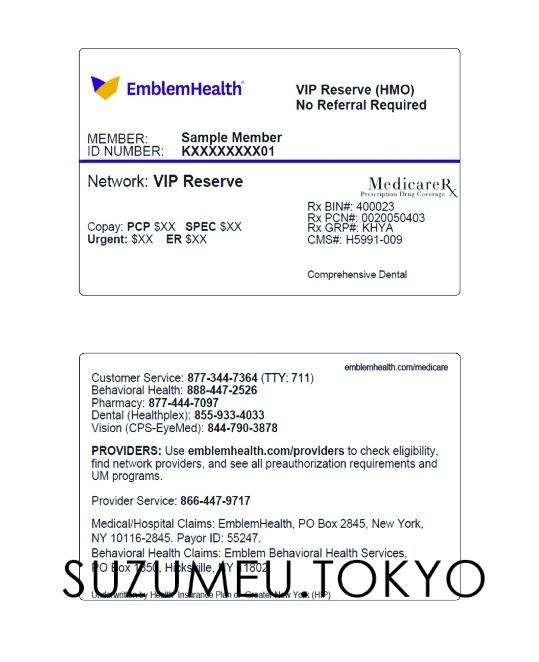 EmblemHealth®
VIP Reserve (HMO)
No Referral Required
MEMBER: Sample Member
ID NUMBER: KXXXXXXXXX01
Network: VIP Reserve
MedicareRx
Prescription Drug Coverage
Rx BIN#: 400023
Rx PCN#: 0020050403
Rx GRP#: KHYA
CMS#: H5991-009
Copay: PCP $XX SPEC $XX
Urgent: $XX ER $XX
Comprehensive Dental
emblemhealth.com/medicare
Customer Service: 877-344-7364 (TTY: 711)
Behavioral Health: 888-447-2526
Pharmacy: 877-444-7097
Dental (Healthplex): 855-933-4033
Vision (CPS-EyeMed): 844-790-3878
PROVIDERS: Use emblemhealth.com/providers to check eligibility,
find network providers, and see all preauthorization requirements and
UM programs.
Provider Service: 866-447-9717
Medical/Hospital Claims: EmblemHealth, PO Box 2845, New York,
NY 10116-2845. Payor ID: 55247.
Behavioral Health Claims: Emblem Behavioral Health Services,
PO Box 1850, Hicksville, NY 11802
SUZUMEU.TOKYO
Underwritten by Health Insurance Plan of Greater New York (HIP)